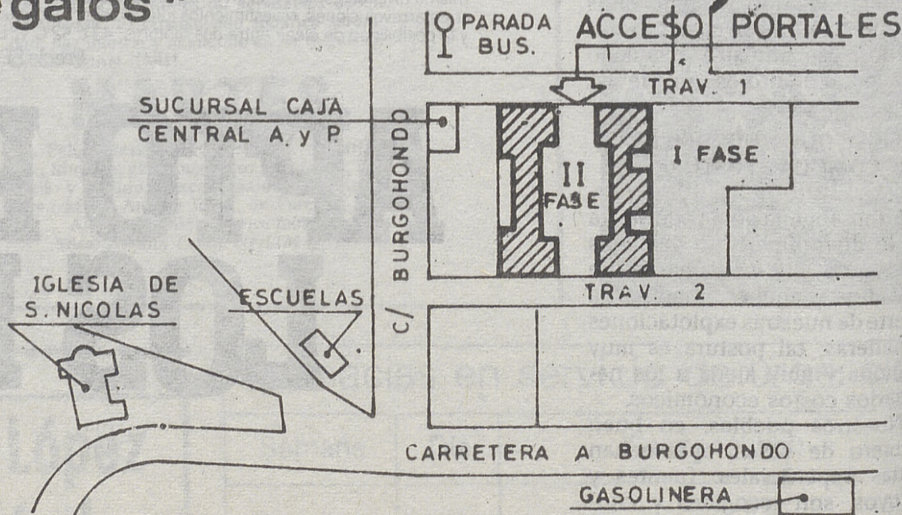 galos"
PARADA
BUS.
ACCESO PORTALES
TRAV. 1
SUCURSAL CAJA
CENTRAL A. y P.
C/ BURGOHONDO
I FASE
II
FASE
IGLESIA DE
S. NICOLAS
ESCUELAS
TRAV. 2
CARRETERA A BURGOHONDO
GASOLINERA